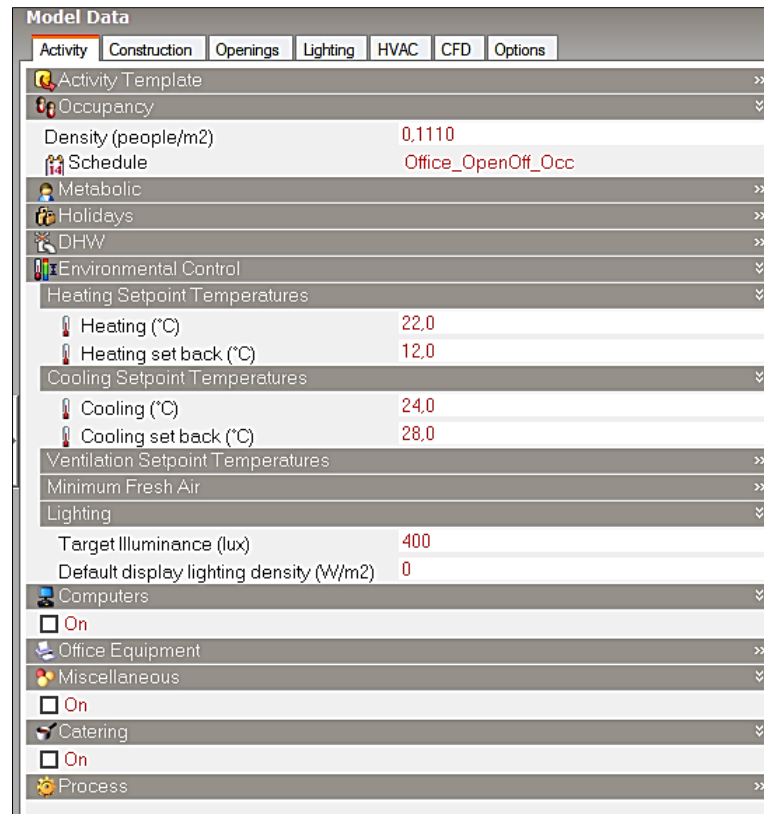 Model Data
Activity Construction Openings Lighting HVAC CFD Options
Activity Template
Occupancy
Density (people/m2) 0,1110
14 Schedule Office_OpenOff_Occ
Metabolic
Holidays
DHW
Environmental Control
Heating Setpoint Temperatures
Heating (°C) 22,0
Heating set back (°C) 12,0
Cooling Setpoint Temperatures
Cooling (°C) 24,0
Cooling set back (°C) 28,0
Ventilation Setpoint Temperatures
Minimum Fresh Air
Lighting
Target Illuminance (lux) 400
Default display lighting density (W/m2) 0
Computers
On
Office Equipment
Miscellaneous
On
Catering
On
Process